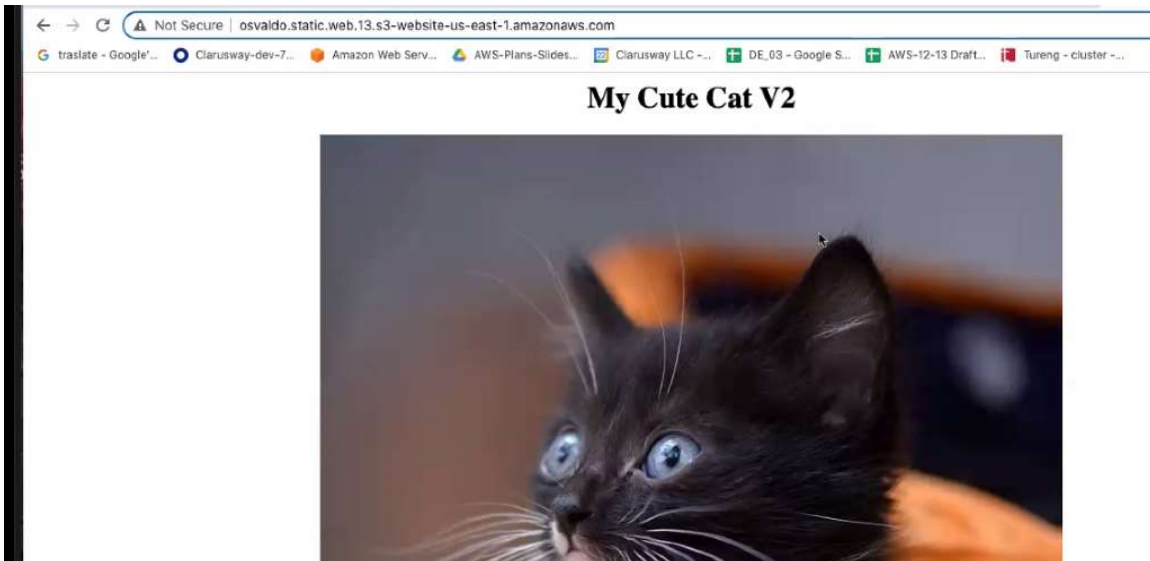 Not Secure | osvaldo.static.web.13.s3-website-us-east-1.amazonaws.com
traslate - Google'... Clarusway-dev-7... Amazon Web Serv... AWS-Plans-Slides... Clarusway LLC -... DE_03 - Google S... AWS-12-13 Draft... Tureng - cluster -...
My Cute Cat V2